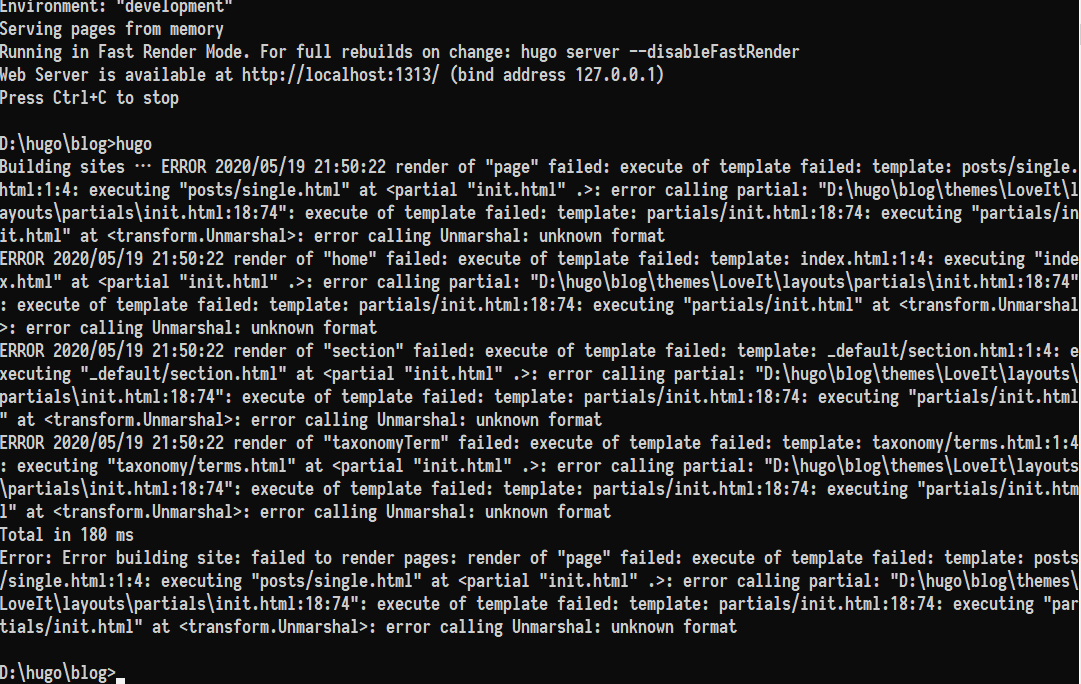 Environment: "development"
Serving pages from memory
Running in Fast Render Mode. For full rebuilds on change: hugo server --disableFastRender
Web Server is available at http://localhost:1313/ (bind address 127.0.0.1)
Press Ctrl+C to stop
D:\hugo\blog>hugo
Building sites … ERROR 2020/05/19 21:50:22 render of "page" failed: execute of template failed: template: posts/single.
html:1:4: executing "posts/single.html" at <partial "init.html" .>: error calling partial: "D:\hugo\blog\themes\LoveIt\l
ayouts\partials\init.html:18:74": execute of template failed: template: partials/init.html:18:74: executing "partials/in
it.html" at <transform.Unmarshal>: error calling Unmarshal: unknown format
ERROR 2020/05/19 21:50:22 render of "home" failed: execute of template failed: template: index.html:1:4: executing "inde
x.html" at <partial "init.html" .>: error calling partial: "D:\hugo\blog\themes\LoveIt\layouts\partials\init.html:18:74"
: execute of template failed: template: partials/init.html:18:74: executing "partials/init.html" at <transform.Unmarshal
>: error calling Unmarshal: unknown format
ERROR 2020/05/19 21:50:22 render of "section" failed: execute of template failed: template: _default/section.html:1:4: e
xecuting "_default/section.html" at <partial "init.html" .>: error calling partial: "D:\hugo\blog\themes\LoveIt\layouts\
partials\init.html:18:74": execute of template failed: template: partials/init.html:18:74: executing "partials/init.html
" at <transform.Unmarshal>: error calling Unmarshal: unknown format
ERROR 2020/05/19 21:50:22 render of "taxonomyTerm" failed: execute of template failed: template: taxonomy/terms.html:1:4
: executing "taxonomy/terms.html" at <partial "init.html" .>: error calling partial: "D:\hugo\blog\themes\LoveIt\layouts
\partials\init.html:18:74": execute of template failed: template: partials/init.html:18:74: executing "partials/init.htm
l" at <transform.Unmarshal>: error calling Unmarshal: unknown format
Total in 180 ms
Error: Error building site: failed to render pages: render of "page" failed: execute of template failed: template: posts
/single.html:1:4: executing "posts/single.html" at <partial "init.html" .>: error calling partial: "D:\hugo\blog\themes\
LoveIt\layouts\partials\init.html:18:74": execute of template failed: template: partials/init.html:18:74: executing "par
tials/init.html" at <transform.Unmarshal>: error calling Unmarshal: unknown format
D:\hugo\blog>